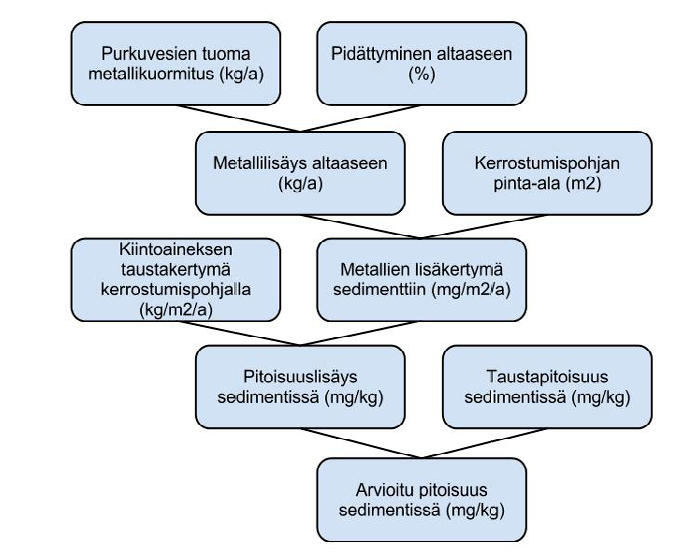 Purkuvesien tuoma
metallikuormitus (kg/a)
Pidättyminen altaaseen
(%)
Metallilisäys altaaseen
(kg/a)
Kerrostumispohjan
pinta-ala (m2)
Kiintoaineksen
taustakertymä
kerrostumispohjalla
(kg/m2/a)
Metallien lisäkertymä
sedimenttiin (mg/m2/a)
Pitoisuuslisäys
sedimentissä (mg/kg)
Taustapitoisuus
sedimentissä (mg/kg)
Arvioitu pitoisuus
sedimentissä (mg/kg)